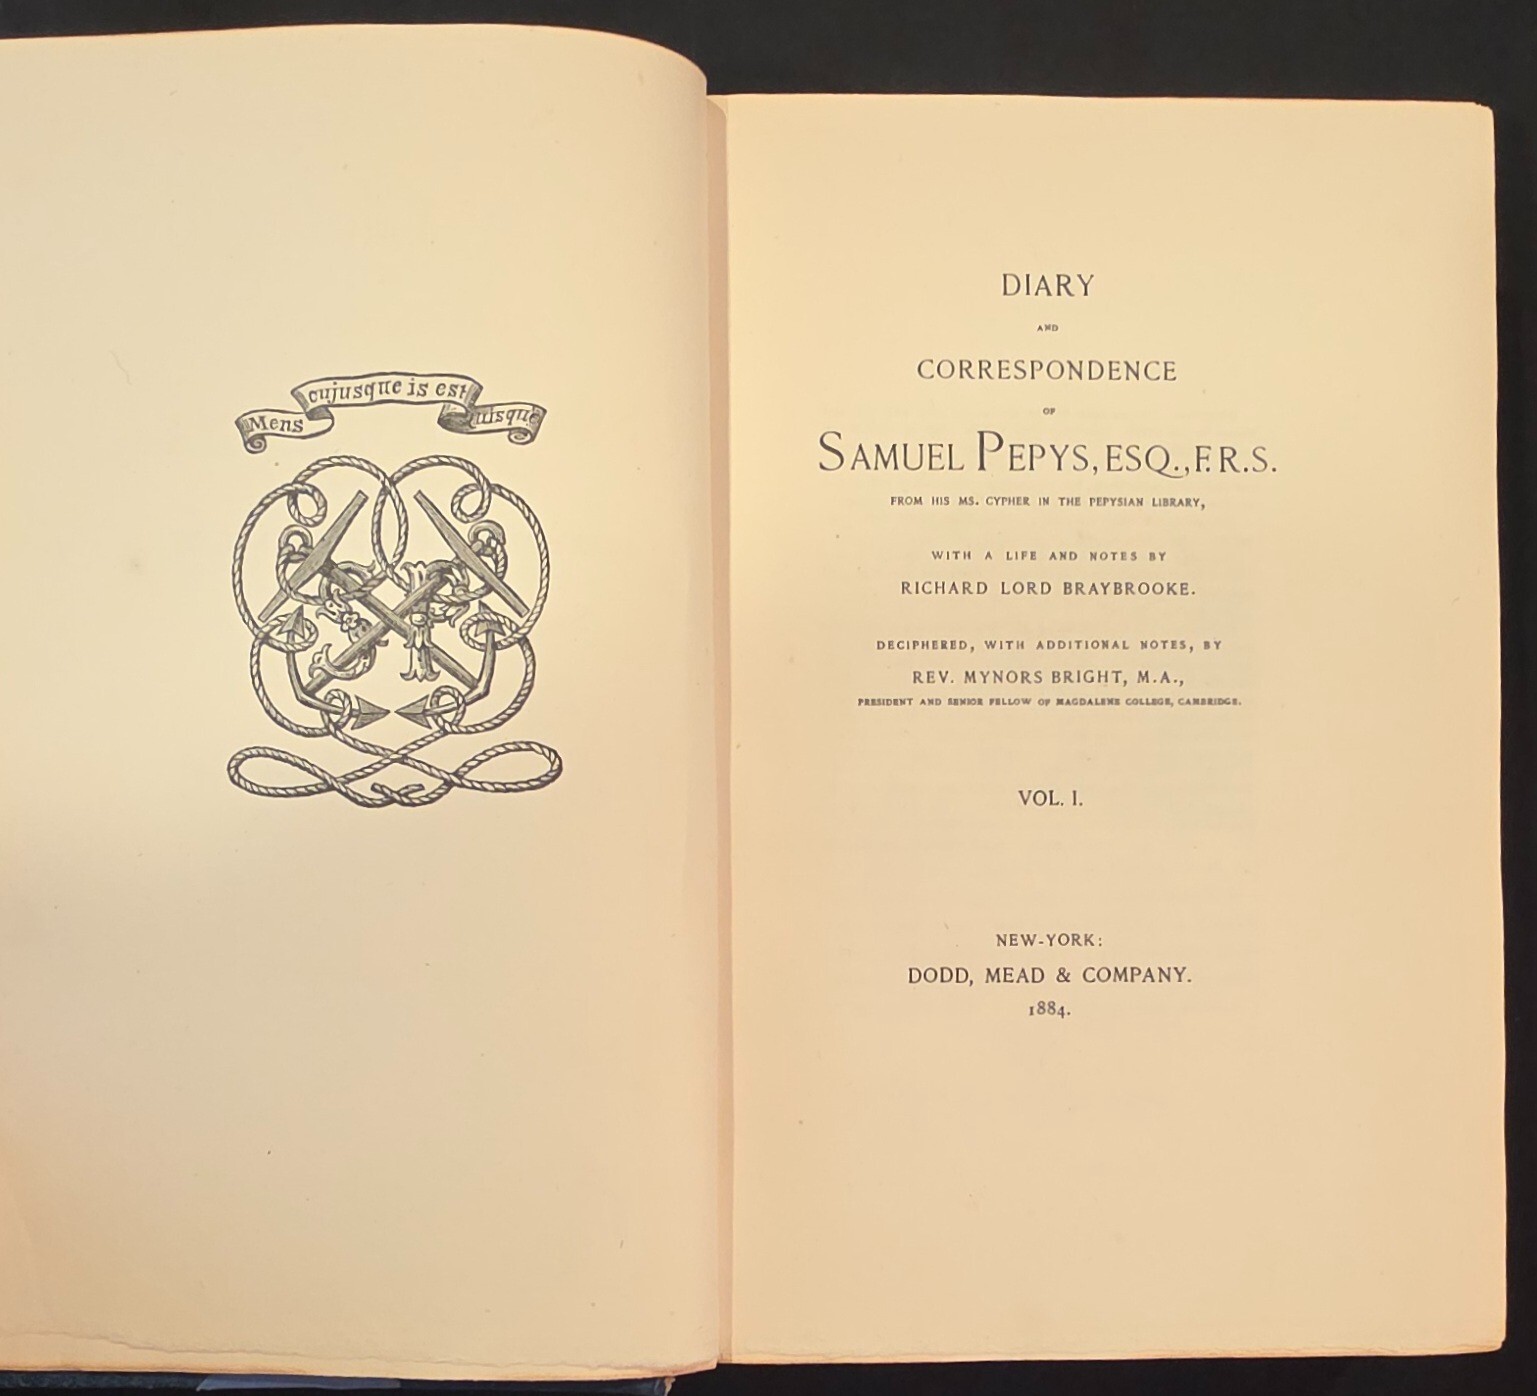 Mens cujusque is est Quisque
DIARY
AND
CORRESPONDENCE
OF
SAMUEL PEPYS, ESQ., F.R.S.
FROM HIS MS. CYPHER IN THE PEPYSIAN LIBRARY,
WITH A LIFE AND NOTES BY
RICHARD LORD BRAYBROOKE.
DECIPHERED, WITH ADDITIONAL NOTES, BY
REV. MYNORS BRIGHT, M.A.,
PRESIDENT AND SENIOR FELLOW OF MAGDALENE COLLEGE, CAMBRIDGE.
VOL. I.
NEW-YORK:
DODD, MEAD & COMPANY.
1884.